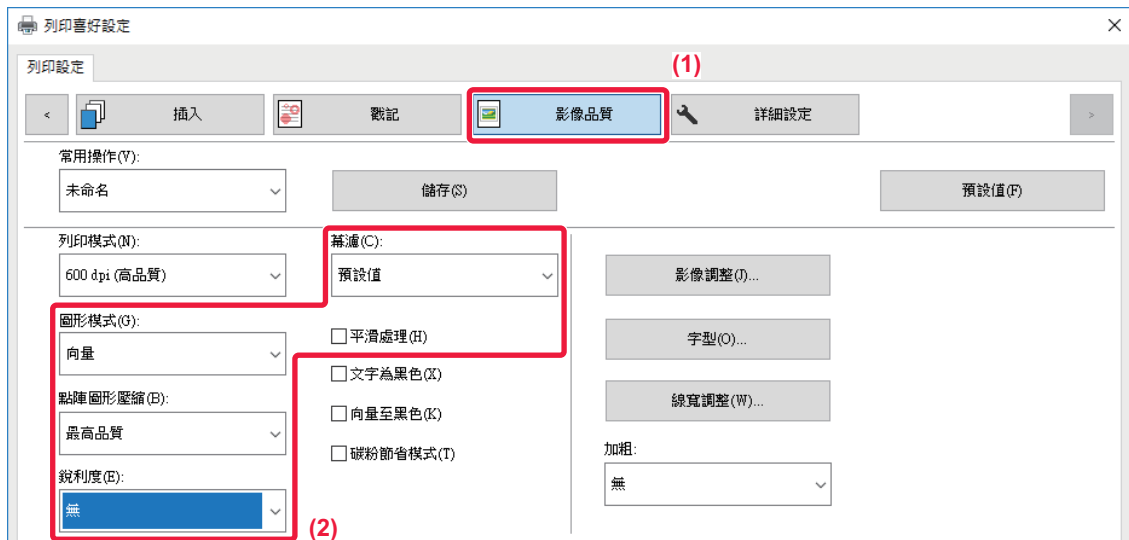 列印喜好設定
列印設定
(1)
< 插入 戳記 影像品質 詳細設定 >
常用操作(V):
未命名 儲存(S) 預設值(F)
列印模式(N): 幕濾(C):
600 dpi (高品質) 預設值 影像調整(J)...
圖形模式(G): 平滑處理(H) 字型(O)...
向量
文字為黑色(X)
點陣圖形壓縮(B): 線寬調整(W)...
最高品質 向量至黑色(K)
碳粉節省模式(T) 加粗:
銳利度(E):
無 無
(2)